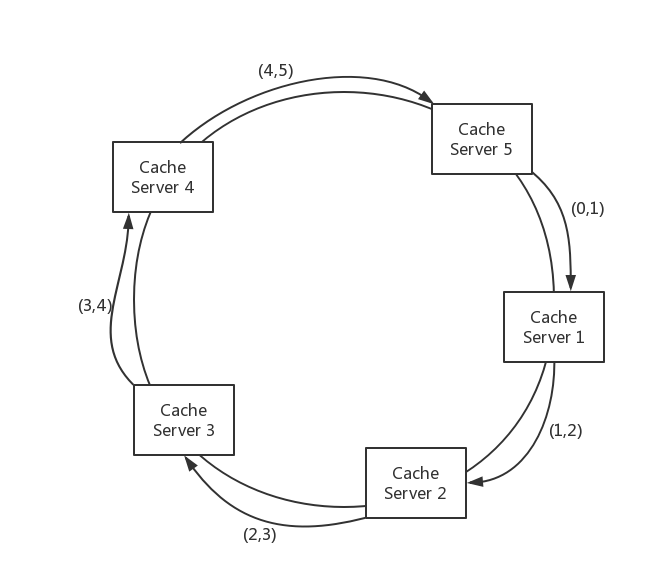 (4,5)
Cache
Server 5
Cache
Server 4
(0,1)
(3,4)
Cache
Server 1
Cache
Server 3
(1,2)
Cache
Server 2
(2,3)